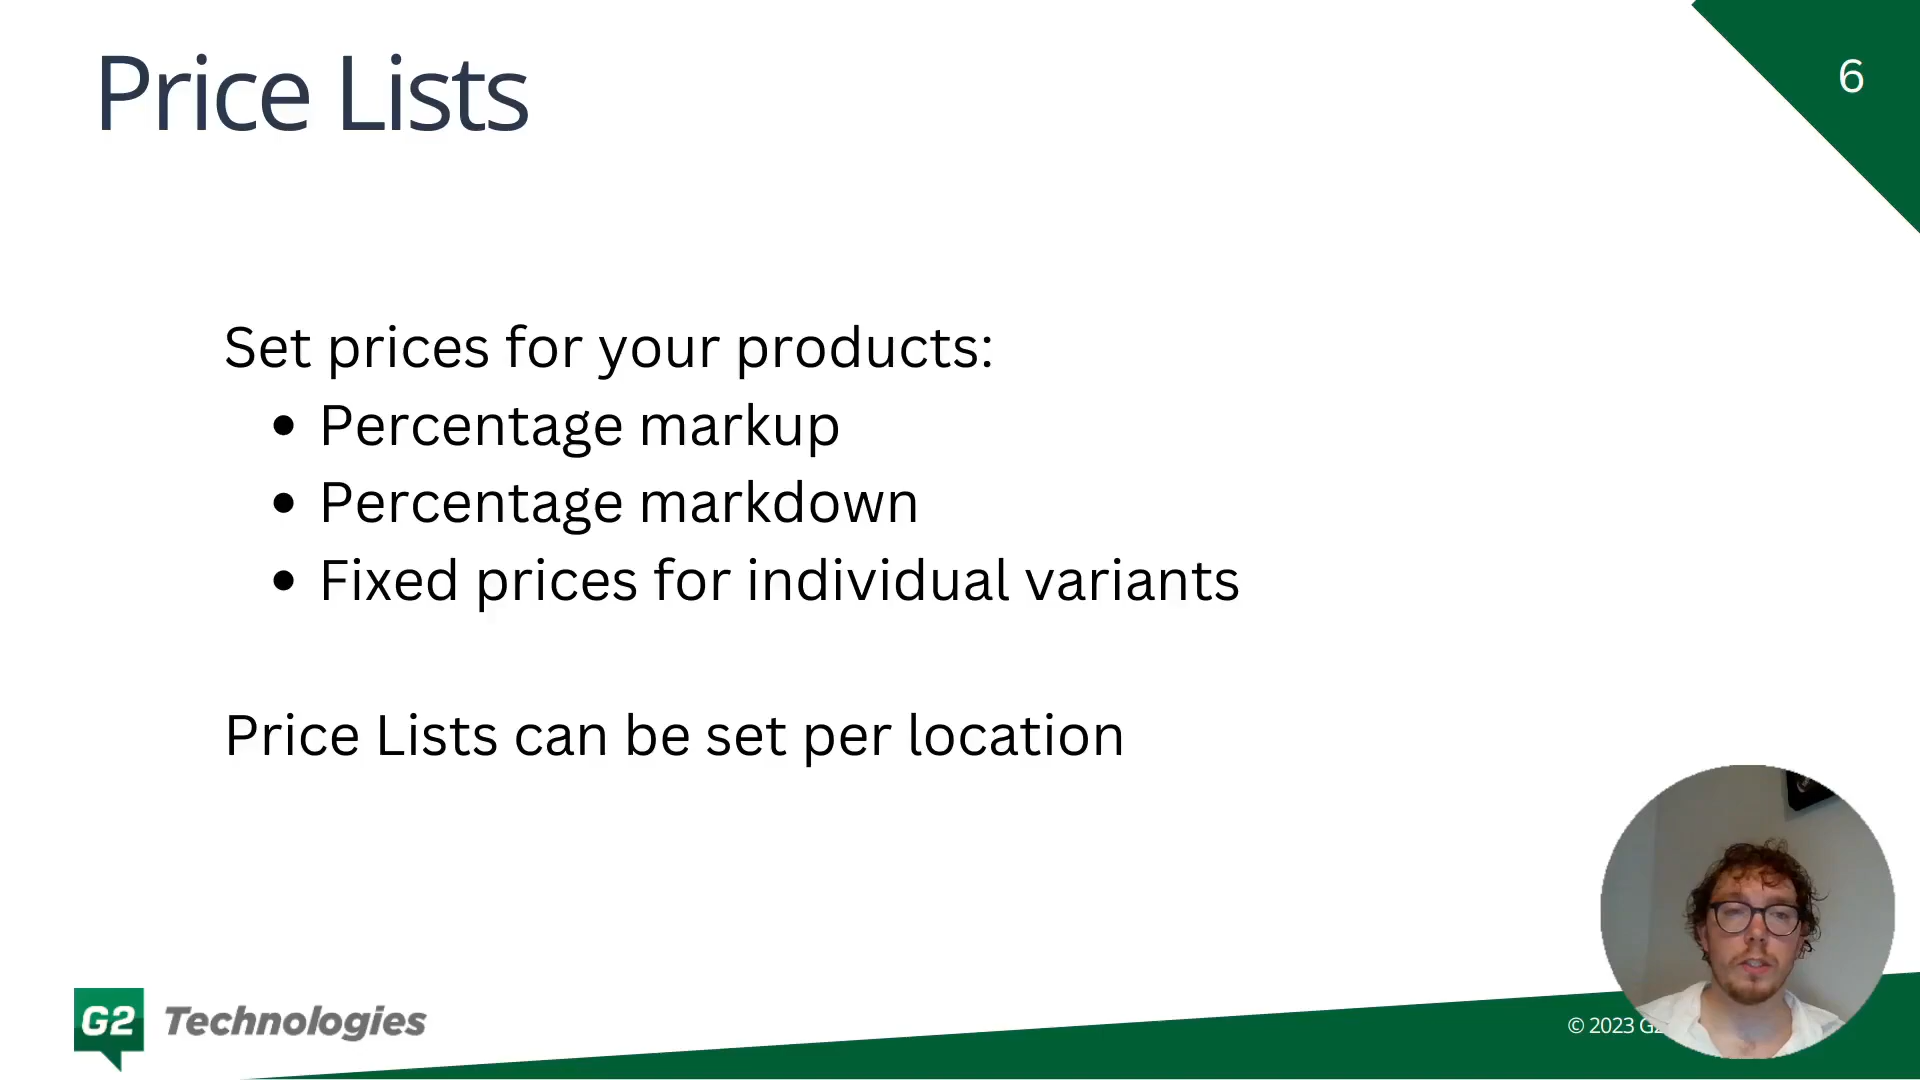 Price Lists
6
Set prices for your products:
• Percentage markup
• Percentage markdown
• Fixed prices for individual variants
Price Lists can be set per location
G2 Technologies
© 2023 G2